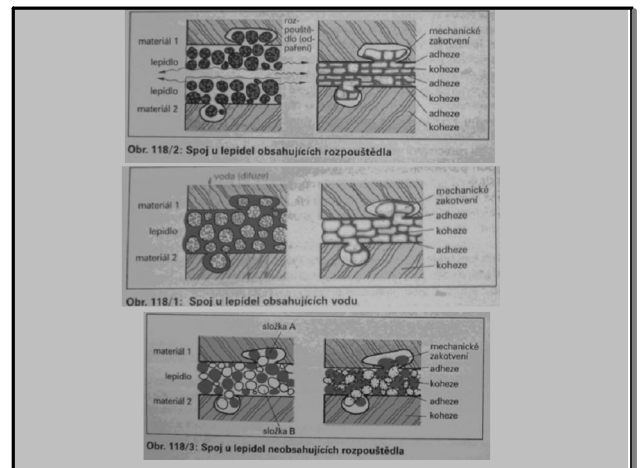 materiál 1
lepidlo
lepidlo
materiál 2
roz-
pouště-
dlo (od-
paření)
mechanické
zakotvení
adheze
koheze
adheze
koheze
adheze
koheze
Obr. 118/2: Spoj u lepidel obsahujících rozpouštědla
voda (difúze)
materiál 1
lepidlo
materiál 2
mechanické
zakotvení
adheze
koheze
adheze
koheze
Obr. 118/1: Spoj u lepidel obsahujících vodu
složka A
materiál 1
lepidlo
materiál 2
složka B
mechanické
zakotvení
adheze
koheze
adheze
koheze
Obr. 118/3: Spoj u lepidel neobsahujících rozpouštědla